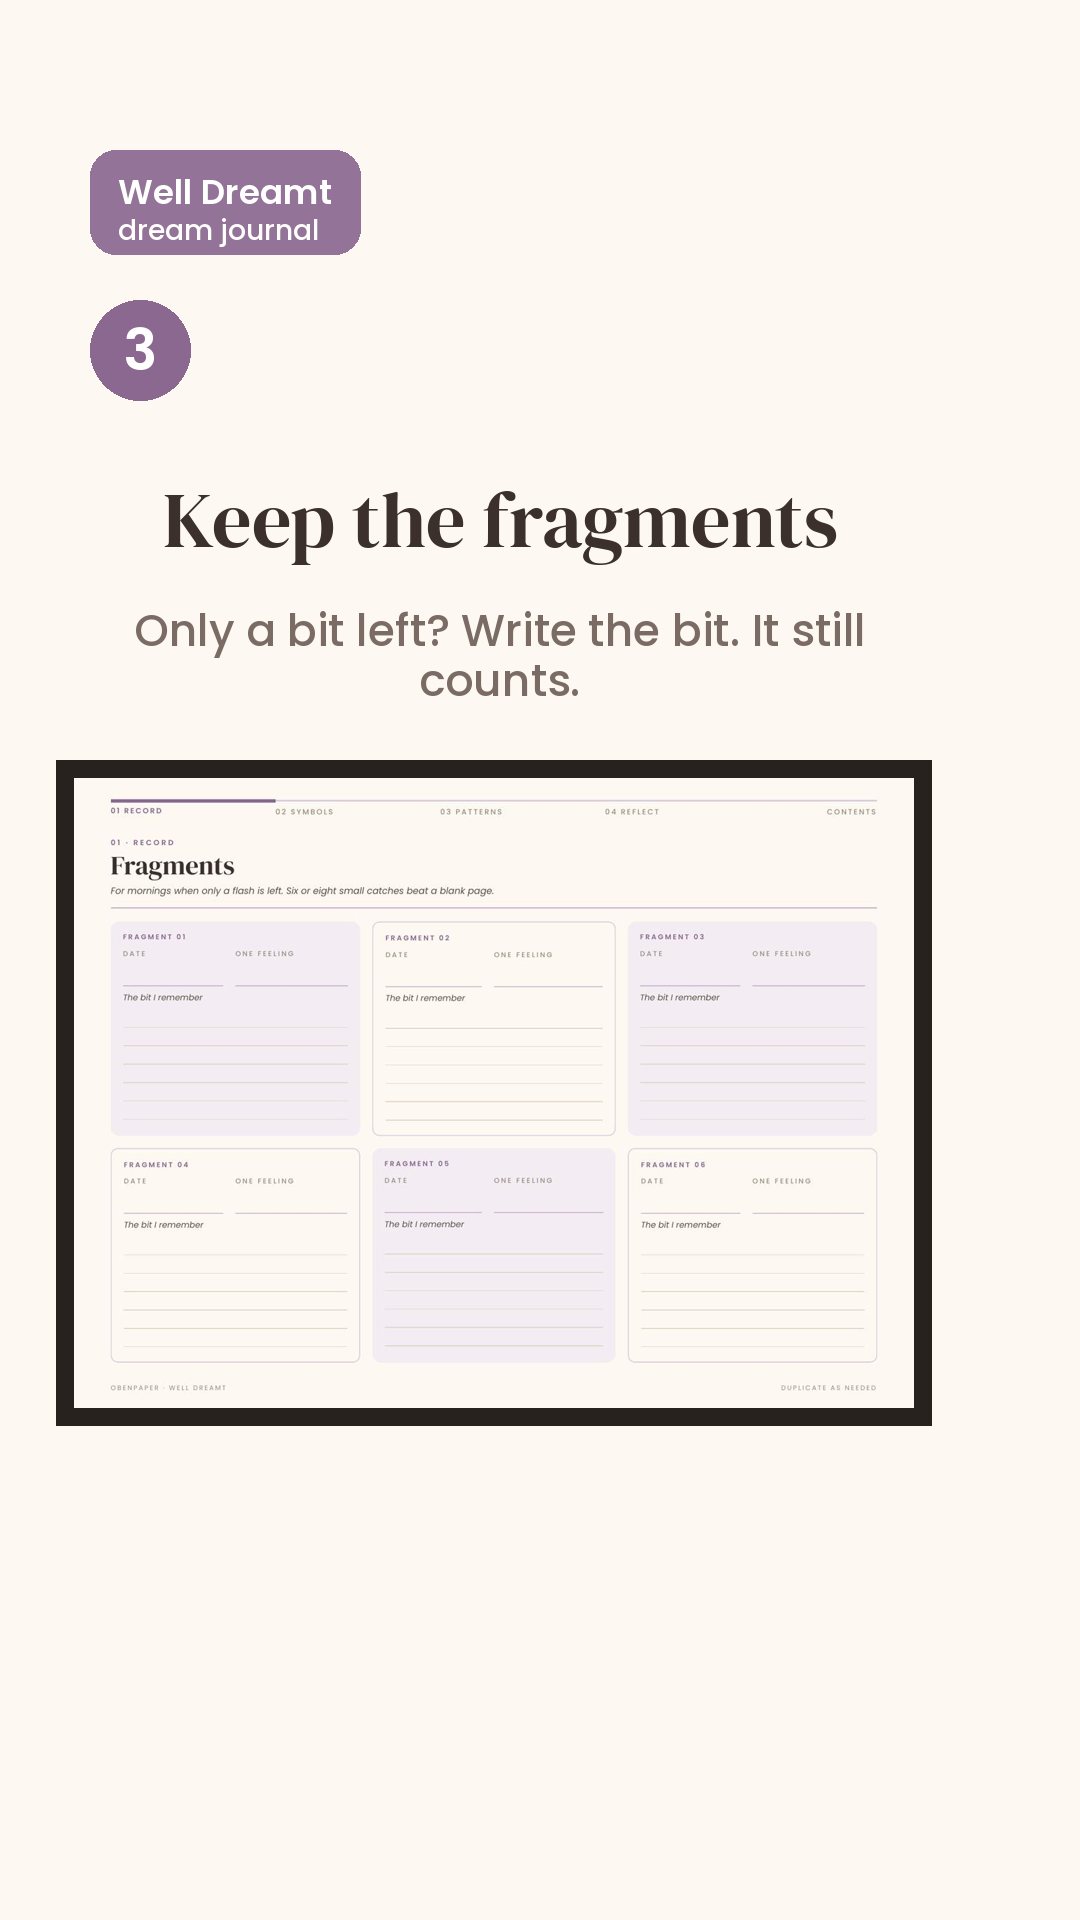 Well Dreamt
dream journal
3
Keep the fragments
Only a bit left? Write the bit. It still
counts.
01 RECORD 02 SYMBOLS 03 PATTERNS 04 REFLECT CONTENTS
01 · RECORD
Fragments
For mornings when only a flash is left. Six or eight small catches beat a blank page.
FRAGMENT 01
DATE ONE FEELING
The bit I remember
FRAGMENT 02
DATE ONE FEELING
The bit I remember
FRAGMENT 03
DATE ONE FEELING
The bit I remember
FRAGMENT 04
DATE ONE FEELING
The bit I remember
FRAGMENT 05
DATE ONE FEELING
The bit I remember
FRAGMENT 06
DATE ONE FEELING
The bit I remember
OBENPAPER · WELL DREAMT DUPLICATE AS NEEDED